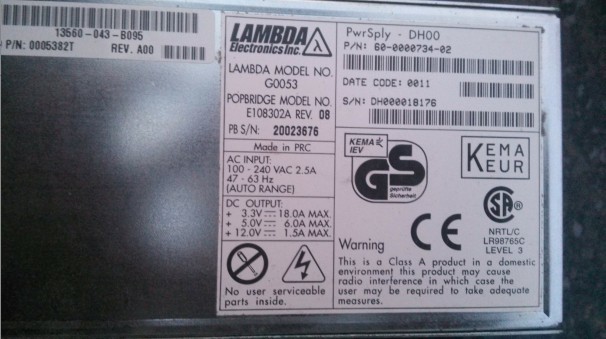 13560-043-B095
P/N: 0005382T REV. A00
LAMBDA
Electronics Inc.
LAMBDA MODEL NO.
G0053
POPBRIDGE MODEL NO.
E108302A REV. 08
PB S/N: 20023676
Made in PRC
AC INPUT:
100 - 240 VAC 2.5A
47 - 63 Hz
(AUTO RANGE)
DC OUTPUT:
+ 3.3V 18.0A MAX.
+ 5.0V 6.0A MAX.
+ 12.0V 1.5A MAX.
No user serviceable
parts inside.
PwrSply - DH00
P/N: 60-0000734-02
DATE CODE: 0011
S/N: DH000018176
KEMA
IEV
GS
geprüfte
Sicherheit
KEMA
KEUR
SA ®
NRTL/C
LR98765C
LEVEL 3
CE
Warning
This is a Class A product in a domestic
environment this product may cause
radio interference in which case the
user may be required to take adequate
measures.